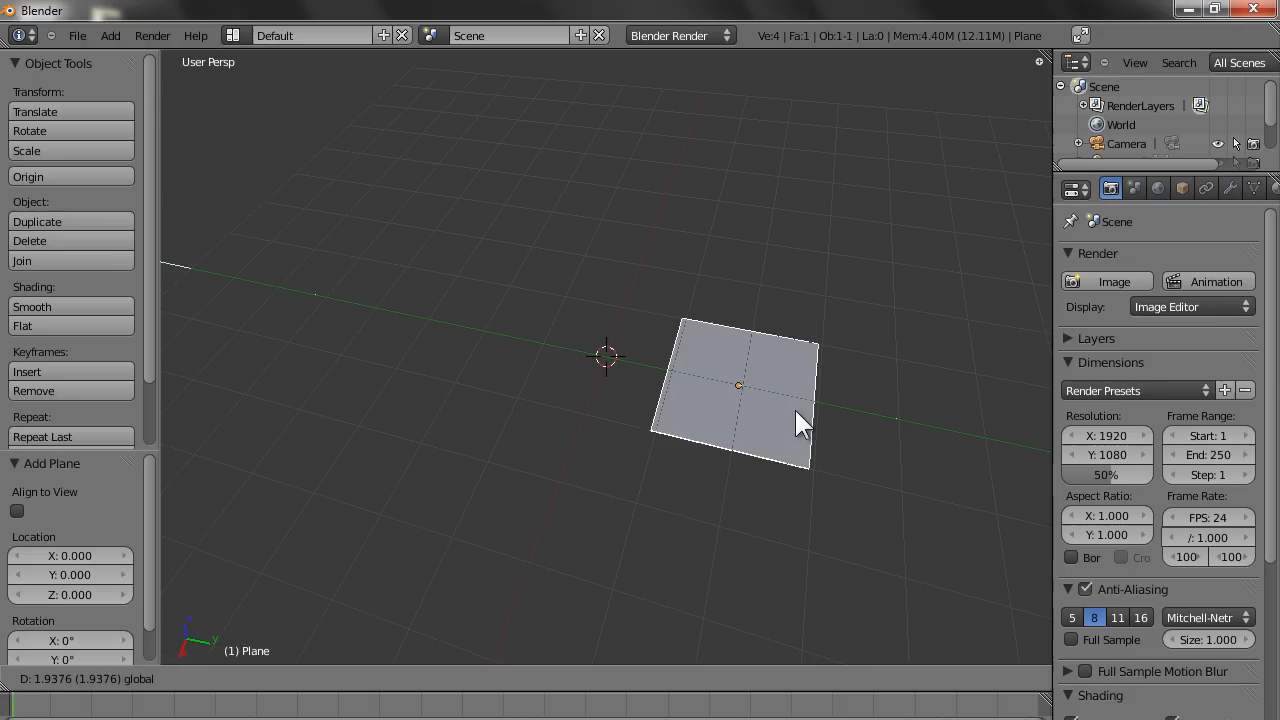 Blender
File Add Render Help Default Scene Blender Render Ve:4 | Fa:1 | Ob:1-1 | La:0 | Mem:4.40M (12.11M) | Plane
Object Tools
Transform:
Translate
Rotate
Scale
Origin
Object:
Duplicate
Delete
Join
Shading:
Smooth
Flat
Keyframes:
Insert
Remove
Repeat:
Repeat Last
Add Plane
Align to View
Location
X: 0.000
Y: 0.000
Z: 0.000
Rotation
X: 0°
Y: 0°
User Persp
z
y
(1) Plane
D: 1.9376 (1.9376) global
View Search All Scenes
Scene
RenderLayers
World
Camera
Scene
Render
Image Animation
Display: Image Editor
Layers
Dimensions
Render Presets
Resolution: Frame Range:
X: 1920 Start: 1
Y: 1080 End: 250
50% Step: 1
Aspect Ratio: Frame Rate:
X: 1.000 FPS: 24
Y: 1.000 /: 1.000
Bor Cro 100 100
Anti-Aliasing
5 8 11 16 Mitchell-Netr
Full Sample Size: 1.000
Full Sample Motion Blur
Shading